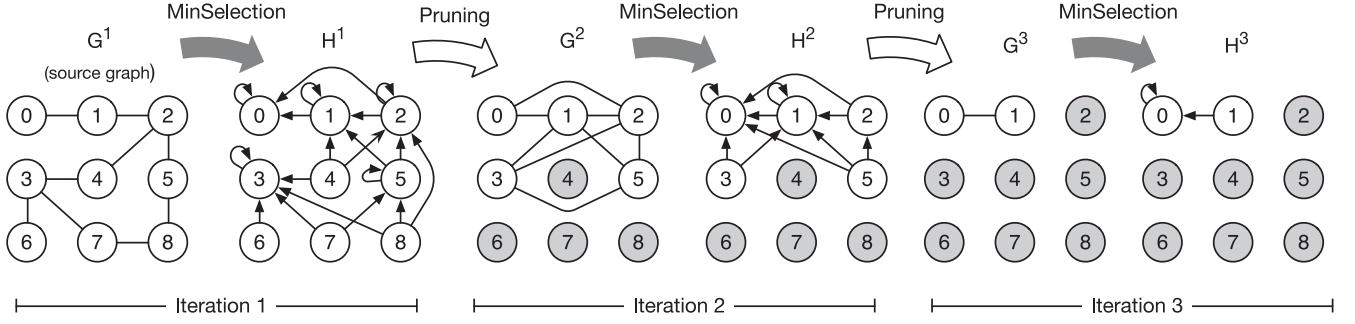 MinSelection Pruning MinSelection Pruning MinSelection
G¹ H¹ G² H² G³ H³
(source graph)
0 1 2 0 1 2 0 1 2 0 1 2 0 1 2 0 1 2
3 4 5 3 4 5 3 4 5 3 4 5 3 4 5 3 4 5
6 7 8 6 7 8 6 7 8 6 7 8 6 7 8 6 7 8
Iteration 1 Iteration 2 Iteration 3